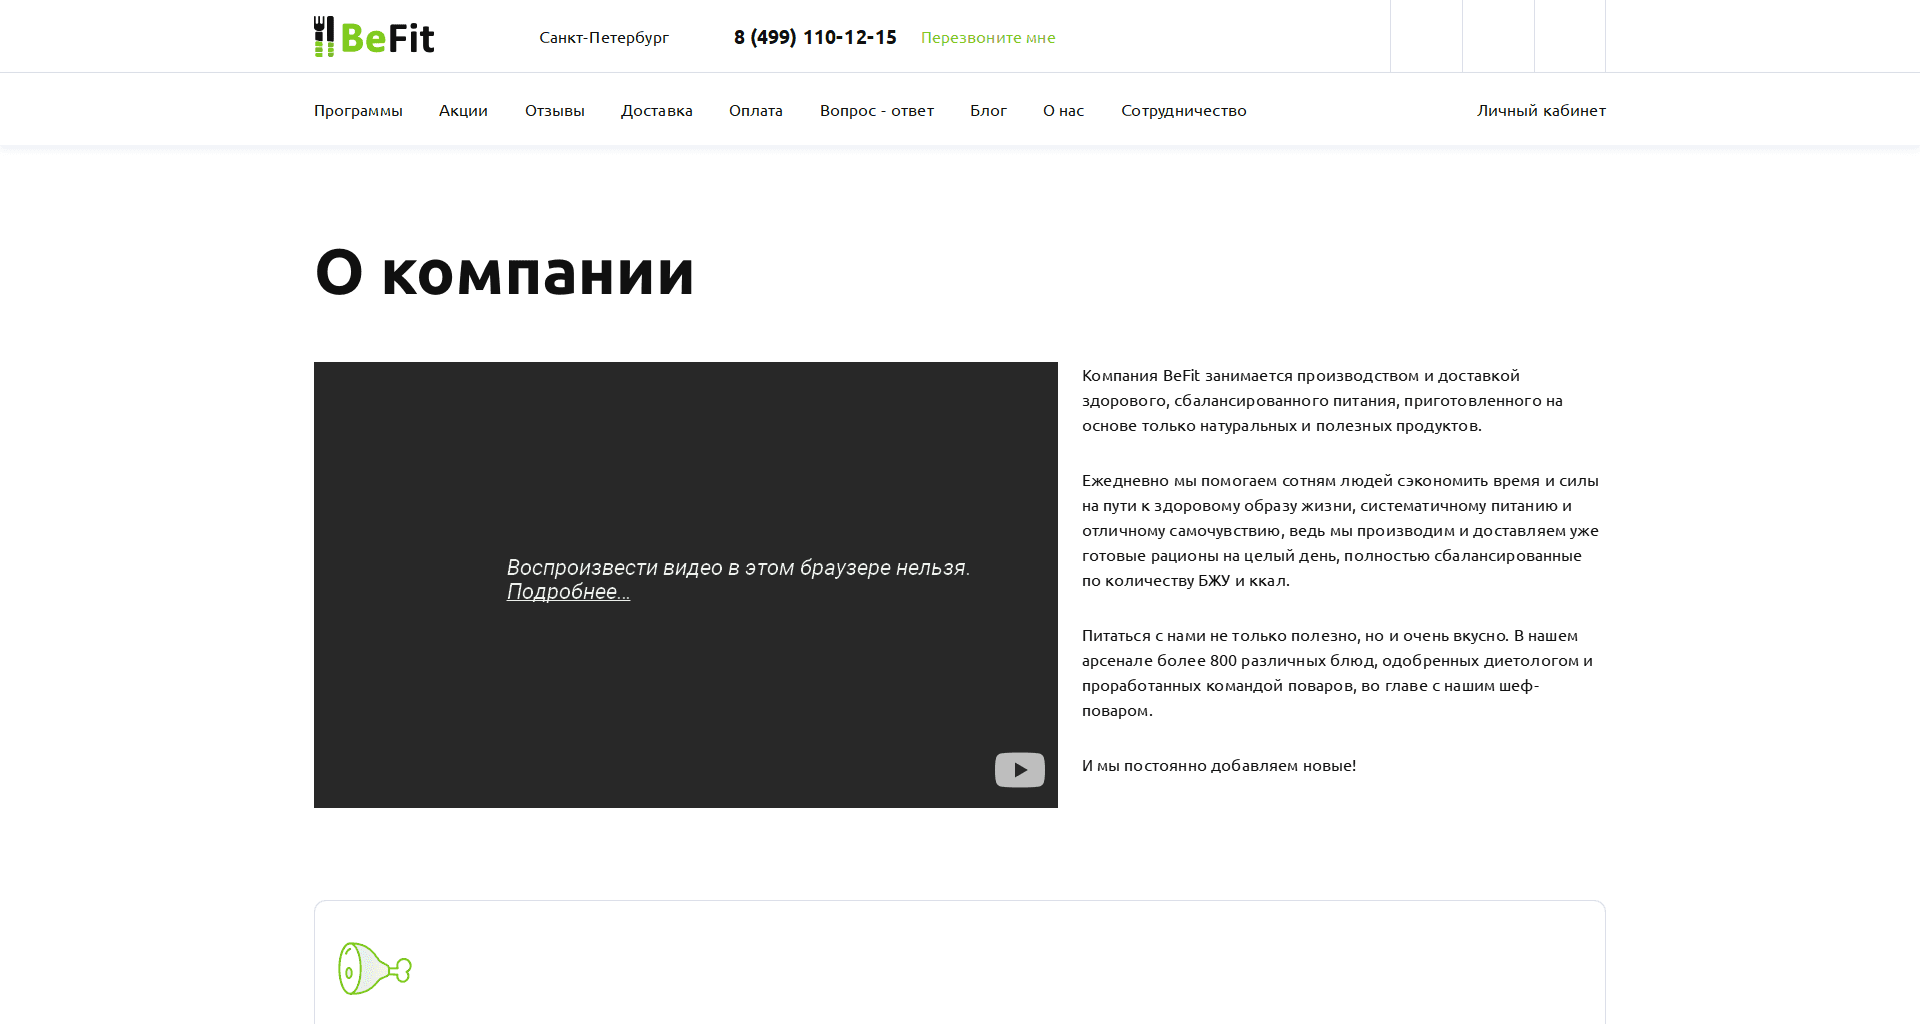 BeFit
Санкт-Петербург
8 (499) 110-12-15
Перезвоните мне
Программы
Акции
Отзывы
Доставка
Оплата
Вопрос - ответ
Блог
О нас
Сотрудничество
Личный кабинет
О компании
Воспроизвести видео в этом браузере нельзя.
Подробнее...
Компания BeFit занимается производством и доставкой
здорового, сбалансированного питания, приготовленного на
основе только натуральных и полезных продуктов.
Ежедневно мы помогаем сотням людей сэкономить время и силы
на пути к здоровому образу жизни, систематичному питанию и
отличному самочувствию, ведь мы производим и доставляем уже
готовые рационы на целый день, полностью сбалансированные
по количеству БЖУ и ккал.
Питаться с нами не только полезно, но и очень вкусно. В нашем
арсенале более 800 различных блюд, одобренных диетологом и
проработанных командой поваров, во главе с нашим шеф-
поваром.
И мы постоянно добавляем новые!